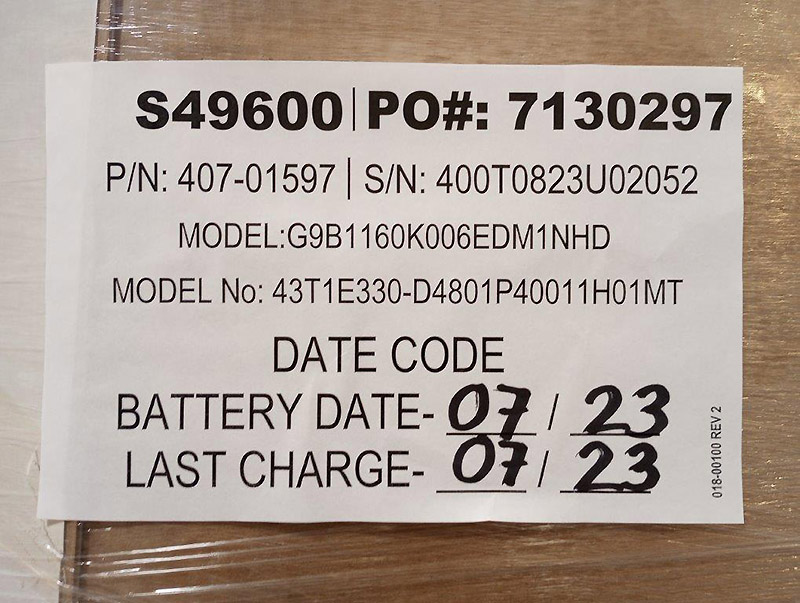 S49600 | PO#: 7130297
P/N: 407-01597 | S/N: 400T0823U02052
MODEL:G9B1160K006EDM1NHD
MODEL No: 43T1E330-D4801P40011H01MT
DATE CODE
BATTERY DATE- 07 / 23
LAST CHARGE- 07 / 23
018-00100 REV 2